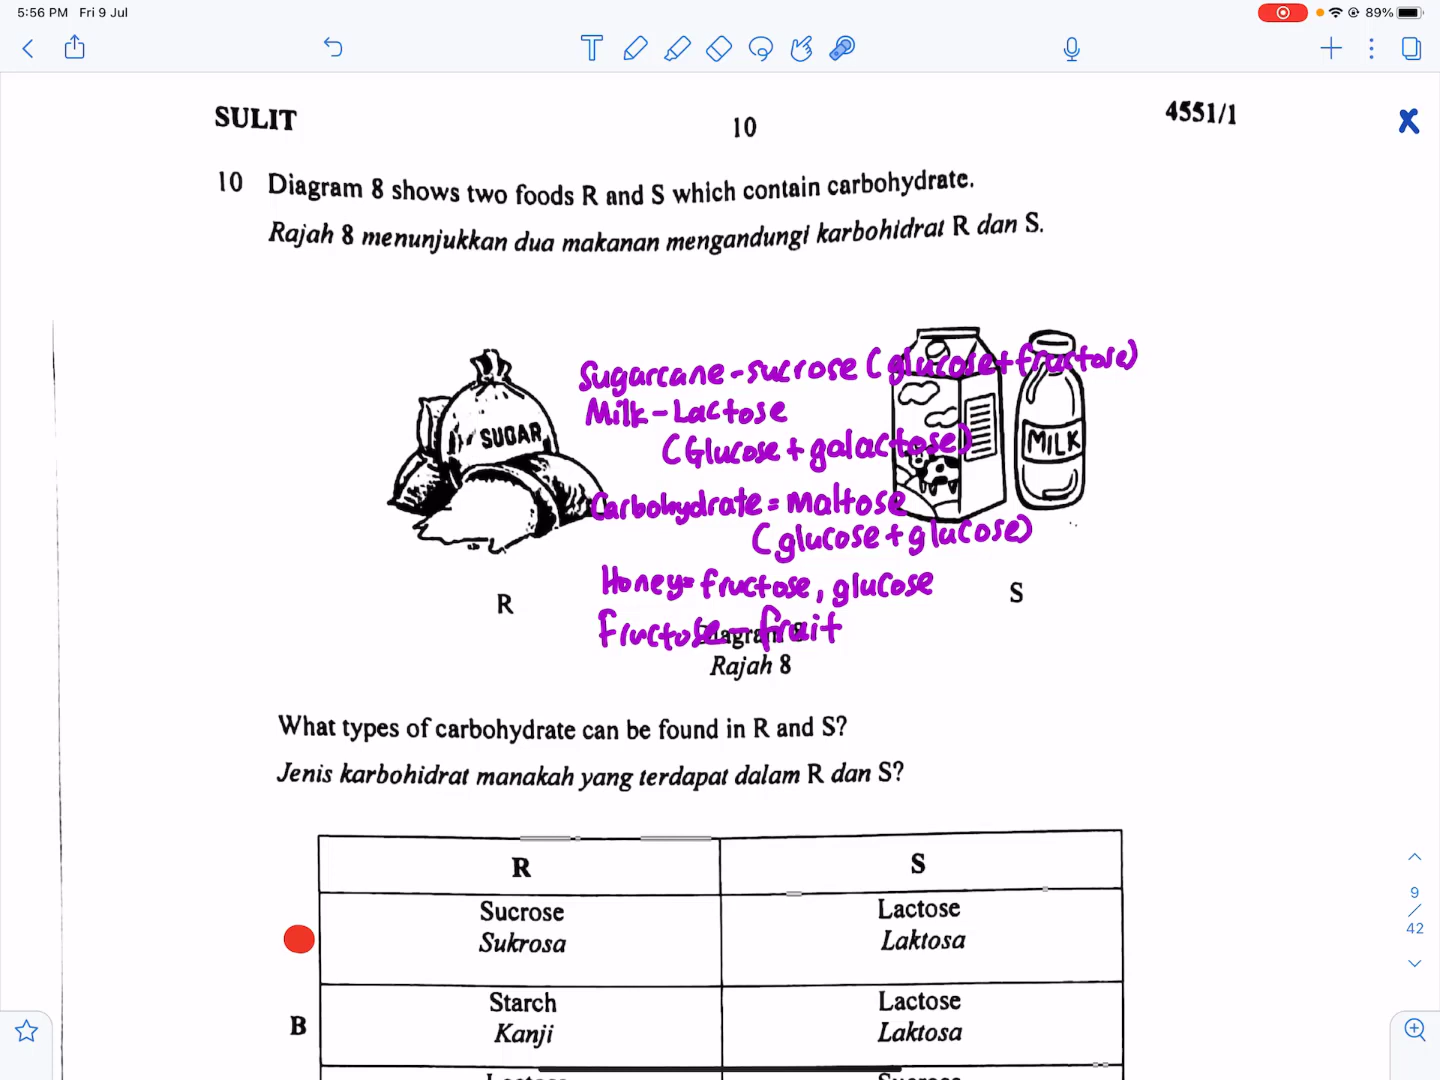 5:56 PM Fri 9 Jul
89%
SULIT
10
4551/1
x
10 Diagram 8 shows two foods R and S which contain carbohydrate.
Rajah 8 menunjukkan dua makanan mengandungi karbohidrat R dan S.
Sugarcane - sucrose (glucose + fructose)
Milk - Lactose
(Glucose + galactose)
Carbohydrate = Maltose
(glucose + glucose)
Honey = fructose, glucose
Fructose - fruit
SUGAR
MILK
R
S
Diagram 8
Rajah 8
What types of carbohydrate can be found in R and S?
Jenis karbohidrat manakah yang terdapat dalam R dan S?
R
S
Sucrose
Sukrosa
Lactose
Laktosa
B
Starch
Kanji
Lactose
Laktosa
9
/
42